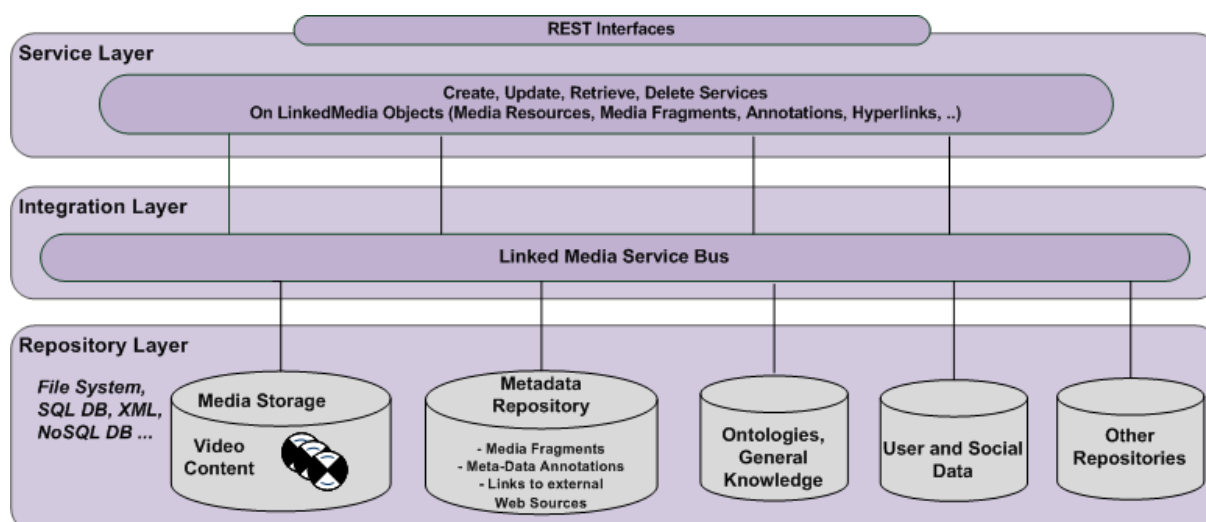 REST Interfaces
Service Layer
Create, Update, Retrieve, Delete Services
On LinkedMedia Objects (Media Resources, Media Fragments, Annotations, Hyperlinks, ..)
Integration Layer
Linked Media Service Bus
Repository Layer
File System,
SQL DB, XML,
NoSQL DB ...
Media Storage
Video
Content
Metadata
Repository
- Media Fragments
- Meta-Data Annotations
- Links to external
Web Sources
Ontologies,
General
Knowledge
User and Social
Data
Other
Repositories